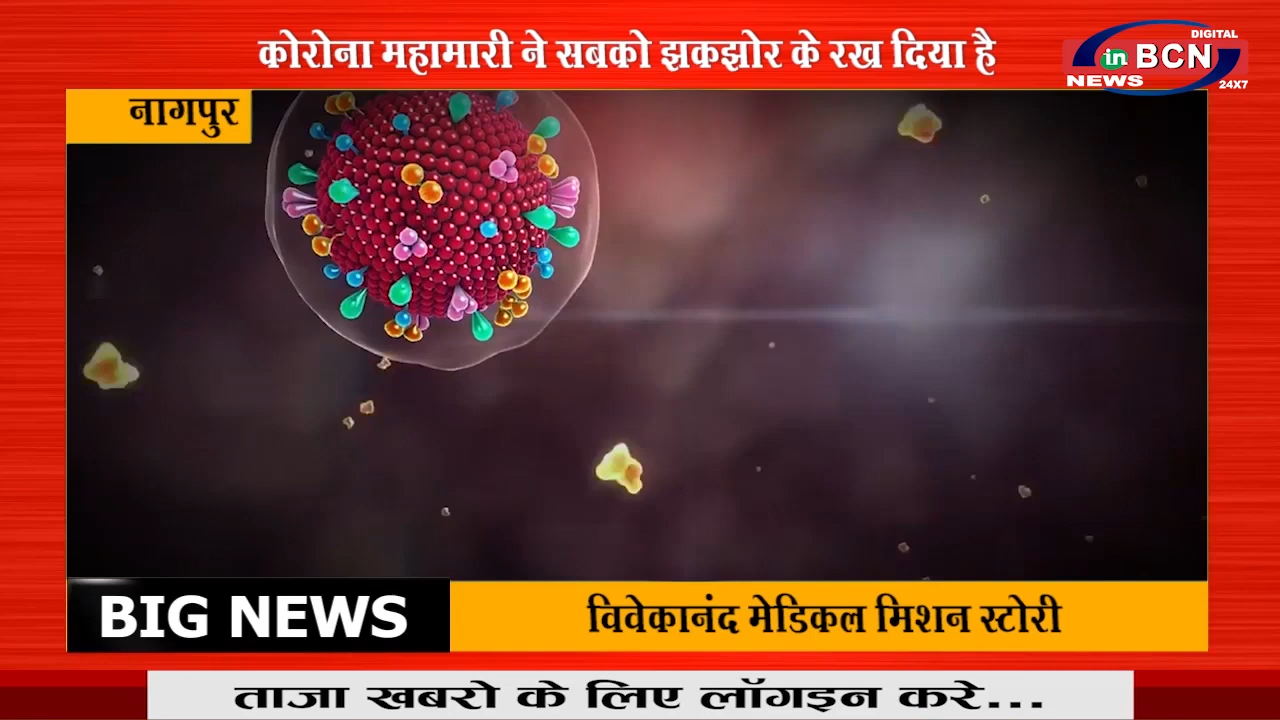 कोरोना महामारी ने सबको झकझोर के रख दिया है
DIGITAL
in BCN
NEWS
24X7
नागपुर
BIG NEWS
विवेकानंद मेडिकल मिशन स्टोरी
ताजा खबरो के लिए लॉगइन करे...